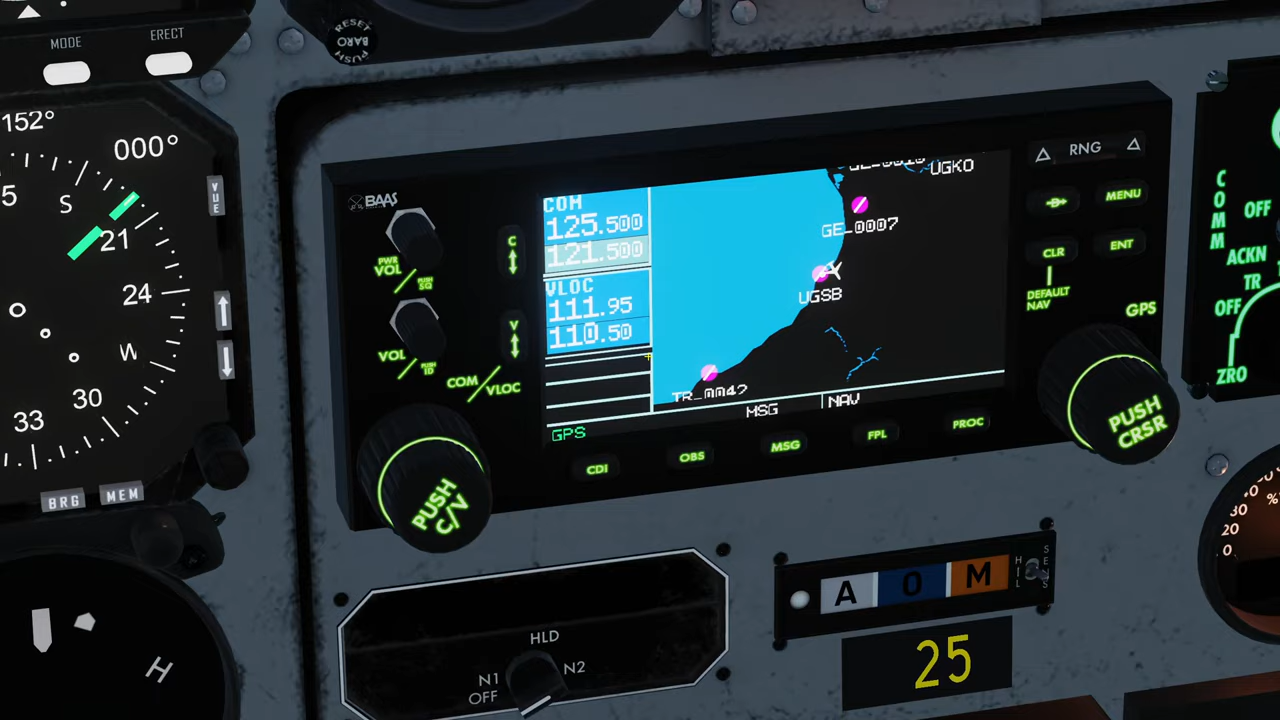 MODE
ERECT
PUSH
BARO
RESET
152°
000°
S
21
24
W
30
33
VUE
BRG
MEM
BAAS
PWR
VOL
PUSH
SQ
VOL
PUSH
ID
COM
VLOC
C
V
PUSH
C/V
COM
125.500
121.500
VLOC
111.95
110.50
GPS
UGKO
GE_0007
UGSB
MSG
NAV
CDI
OBS
MSG
FPL
PROC
RNG
MENU
CLR
ENT
DEFAULT
NAV
GPS
PUSH
CRSR
COMM
OFF
ACKN
TR
OFF
ZRO
H
HLD
N1
N2
OFF
A
O
M
25
30
20
0
%